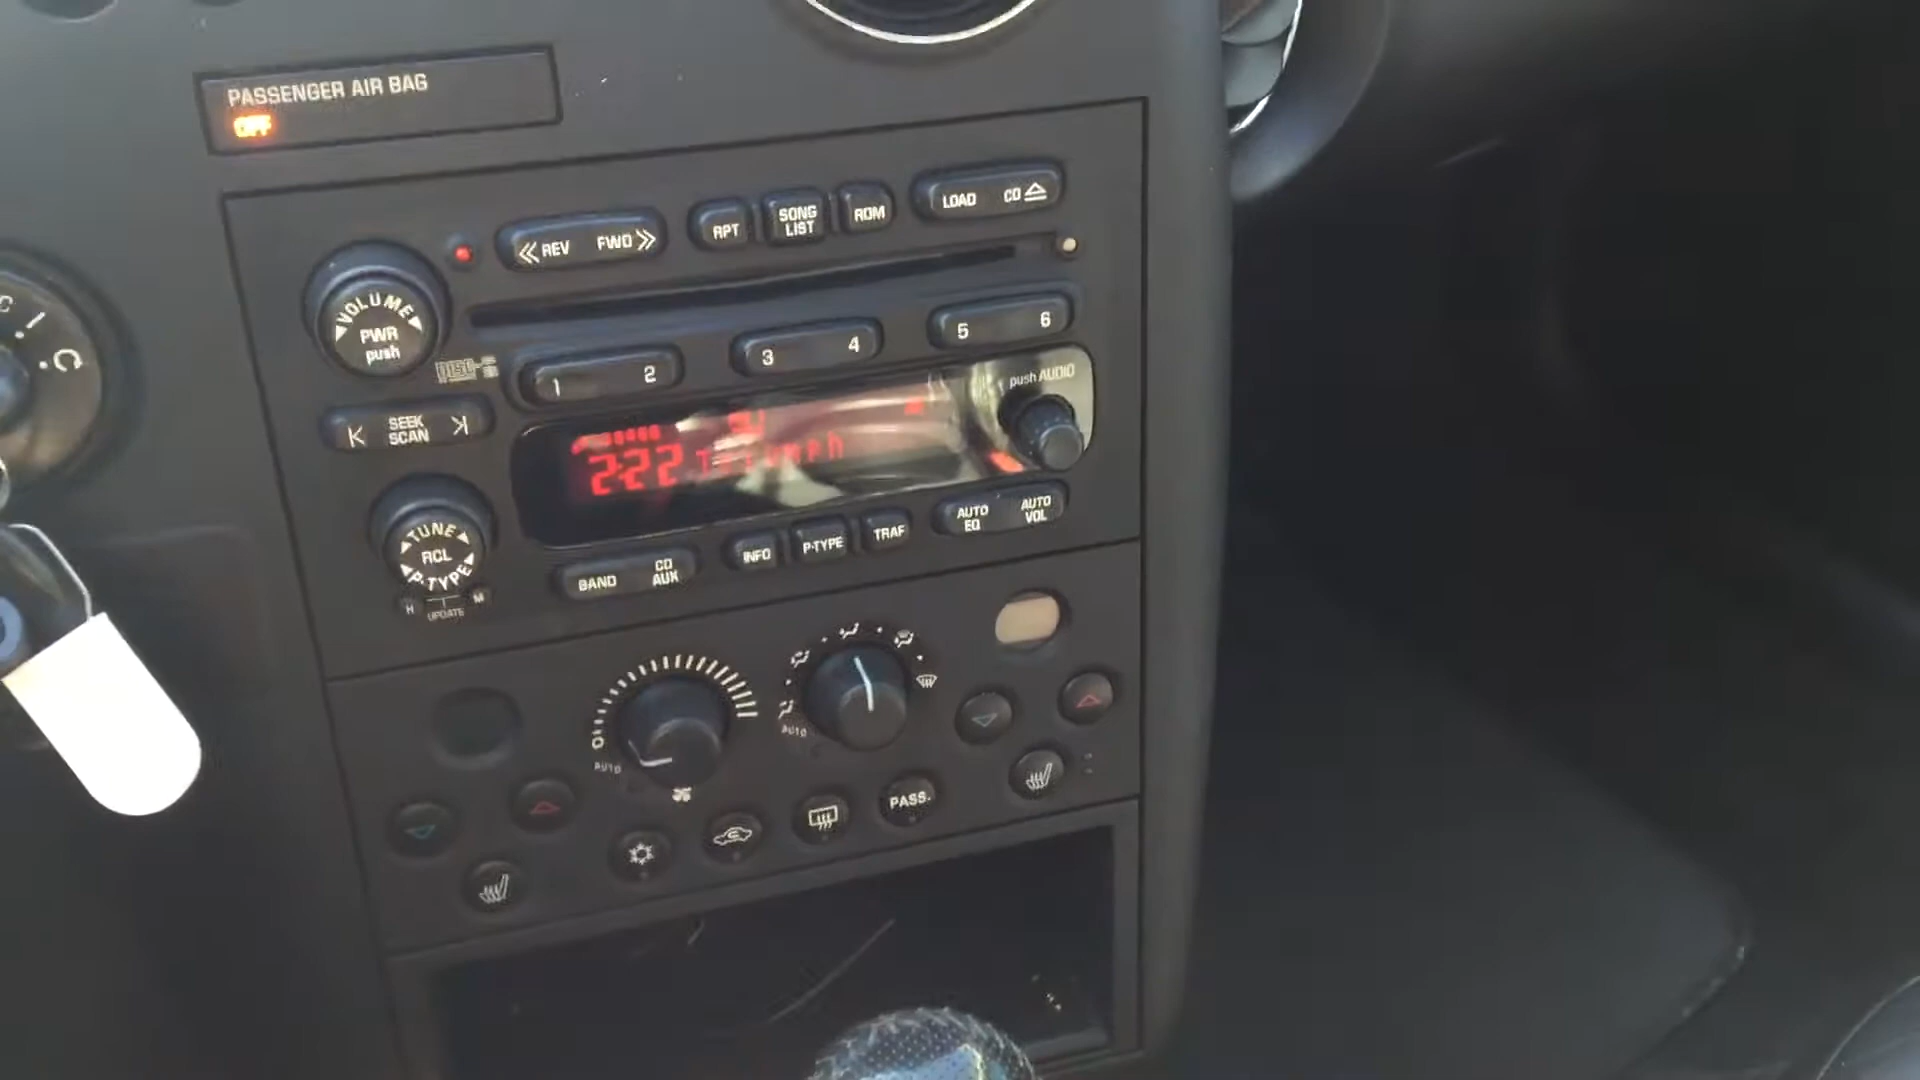 PASSENGER AIR BAG
OFF
REV FWD
RPT
SONG
LIST
RDM
LOAD CD
VOLUME
PWR
push
1 2
3 4
5 6
push AUDIO
SEEK
SCAN
2:22 Triumph
TUNE
RCL
P-TYPE
H M
UPDATE
BAND
CD
AUX
INFO
P-TYPE
TRAF
AUTO
EQ
AUTO
VOL
C
AUTO
AUTO
PASS.